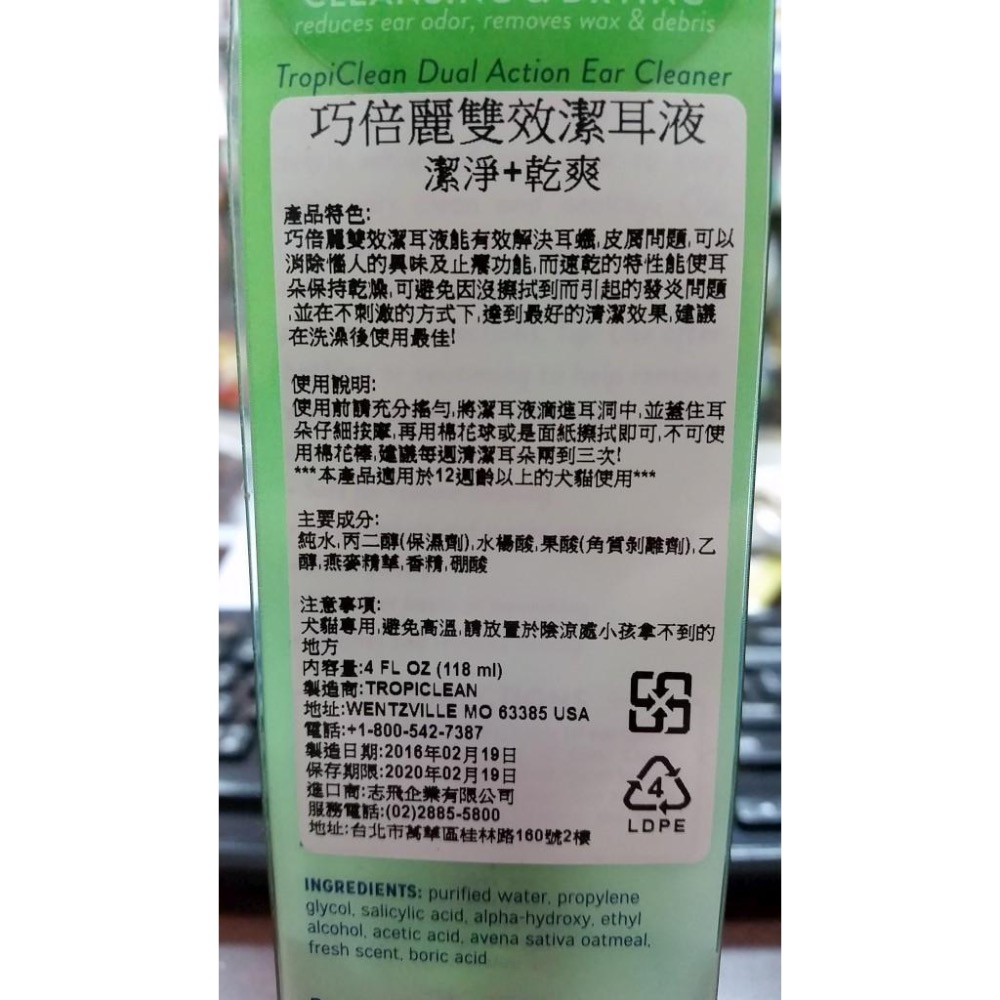 CLEANSING & DRYING
reduces ear odor, removes wax & debris
TropiClean Dual Action Ear Cleaner
巧倍麗雙效潔耳液
潔淨+乾爽
產品特色:
巧倍麗雙效潔耳液能有效解決耳蠟,皮屑問題,可以
消除惱人的異味及止癢功能,而速乾的特性能使耳
朵保持乾燥,可避免因沒擦拭到而引起的發炎問題
,並在不刺激的方式下,達到最好的清潔效果,建議
在洗澡後使用最佳!
使用說明:
使用前請充分搖勻,將潔耳液滴進耳洞中,並蓋住耳
朵仔細按摩,再用棉花球或是面紙擦拭即可,不可使
用棉花棒,建議每週清潔耳朵兩到三次!
***本產品適用於12週齡以上的犬貓使用***
主要成分:
純水,丙二醇(保濕劑),水楊酸,果酸(角質剝離劑),乙
醇,燕麥精華,香精,硼酸
注意事項:
犬貓專用,避免高溫,請放置於陰涼處小孩拿不到的
地方
內容量:4 FL OZ (118 ml)
製造商:TROPICLEAN
地址:WENTZVILLE MO 63385 USA
電話:+1-800-542-7387
製造日期:2016年02月19日
保存期限:2020年02月19日
進口商:志飛企業有限公司
服務電話:(02)2885-5800
地址:台北市萬華區桂林路160號2樓
4
LDPE
INGREDIENTS: purified water, propylene
glycol, salicylic acid, alpha-hydroxy, ethyl
alcohol, acetic acid, avena sativa oatmeal,
fresh scent, boric acid